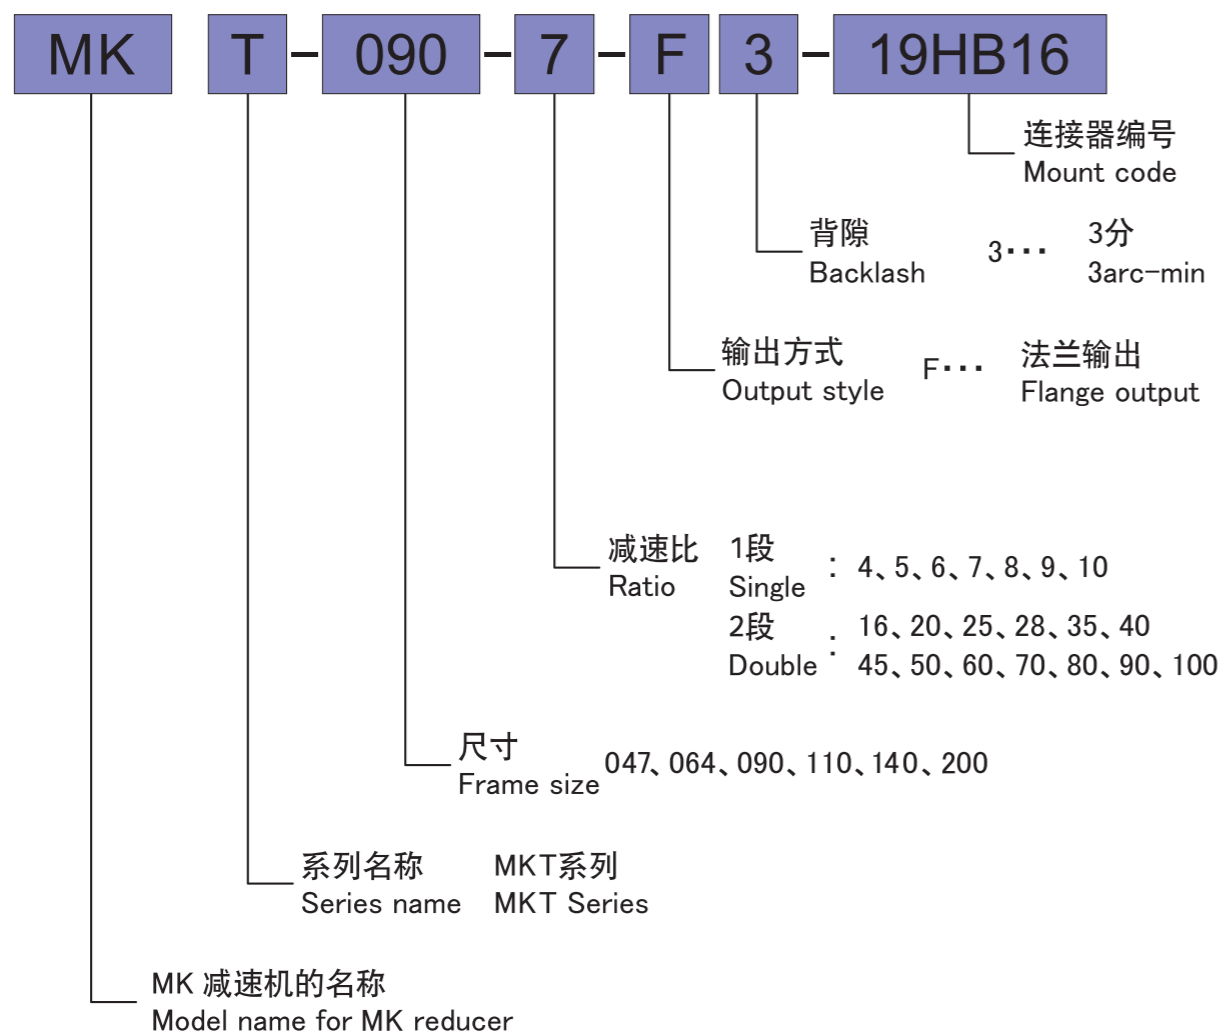 MK T-090-7-F 3-19HB16
连接器编号
Mount code
背隙 3··· 3分
Backlash 3arc-min
输出方式 F··· 法兰输出
Output style Flange output
减速比 1段 : 4、5、6、7、8、9、10
Ratio Single
2段 : 16、20、25、28、35、40
Double 45、50、60、70、80、90、100
尺寸 047、064、090、110、140、200
Frame size
系列名称 MKT系列
Series name MKT Series
MK 减速机的名称
Model name for MK reducer